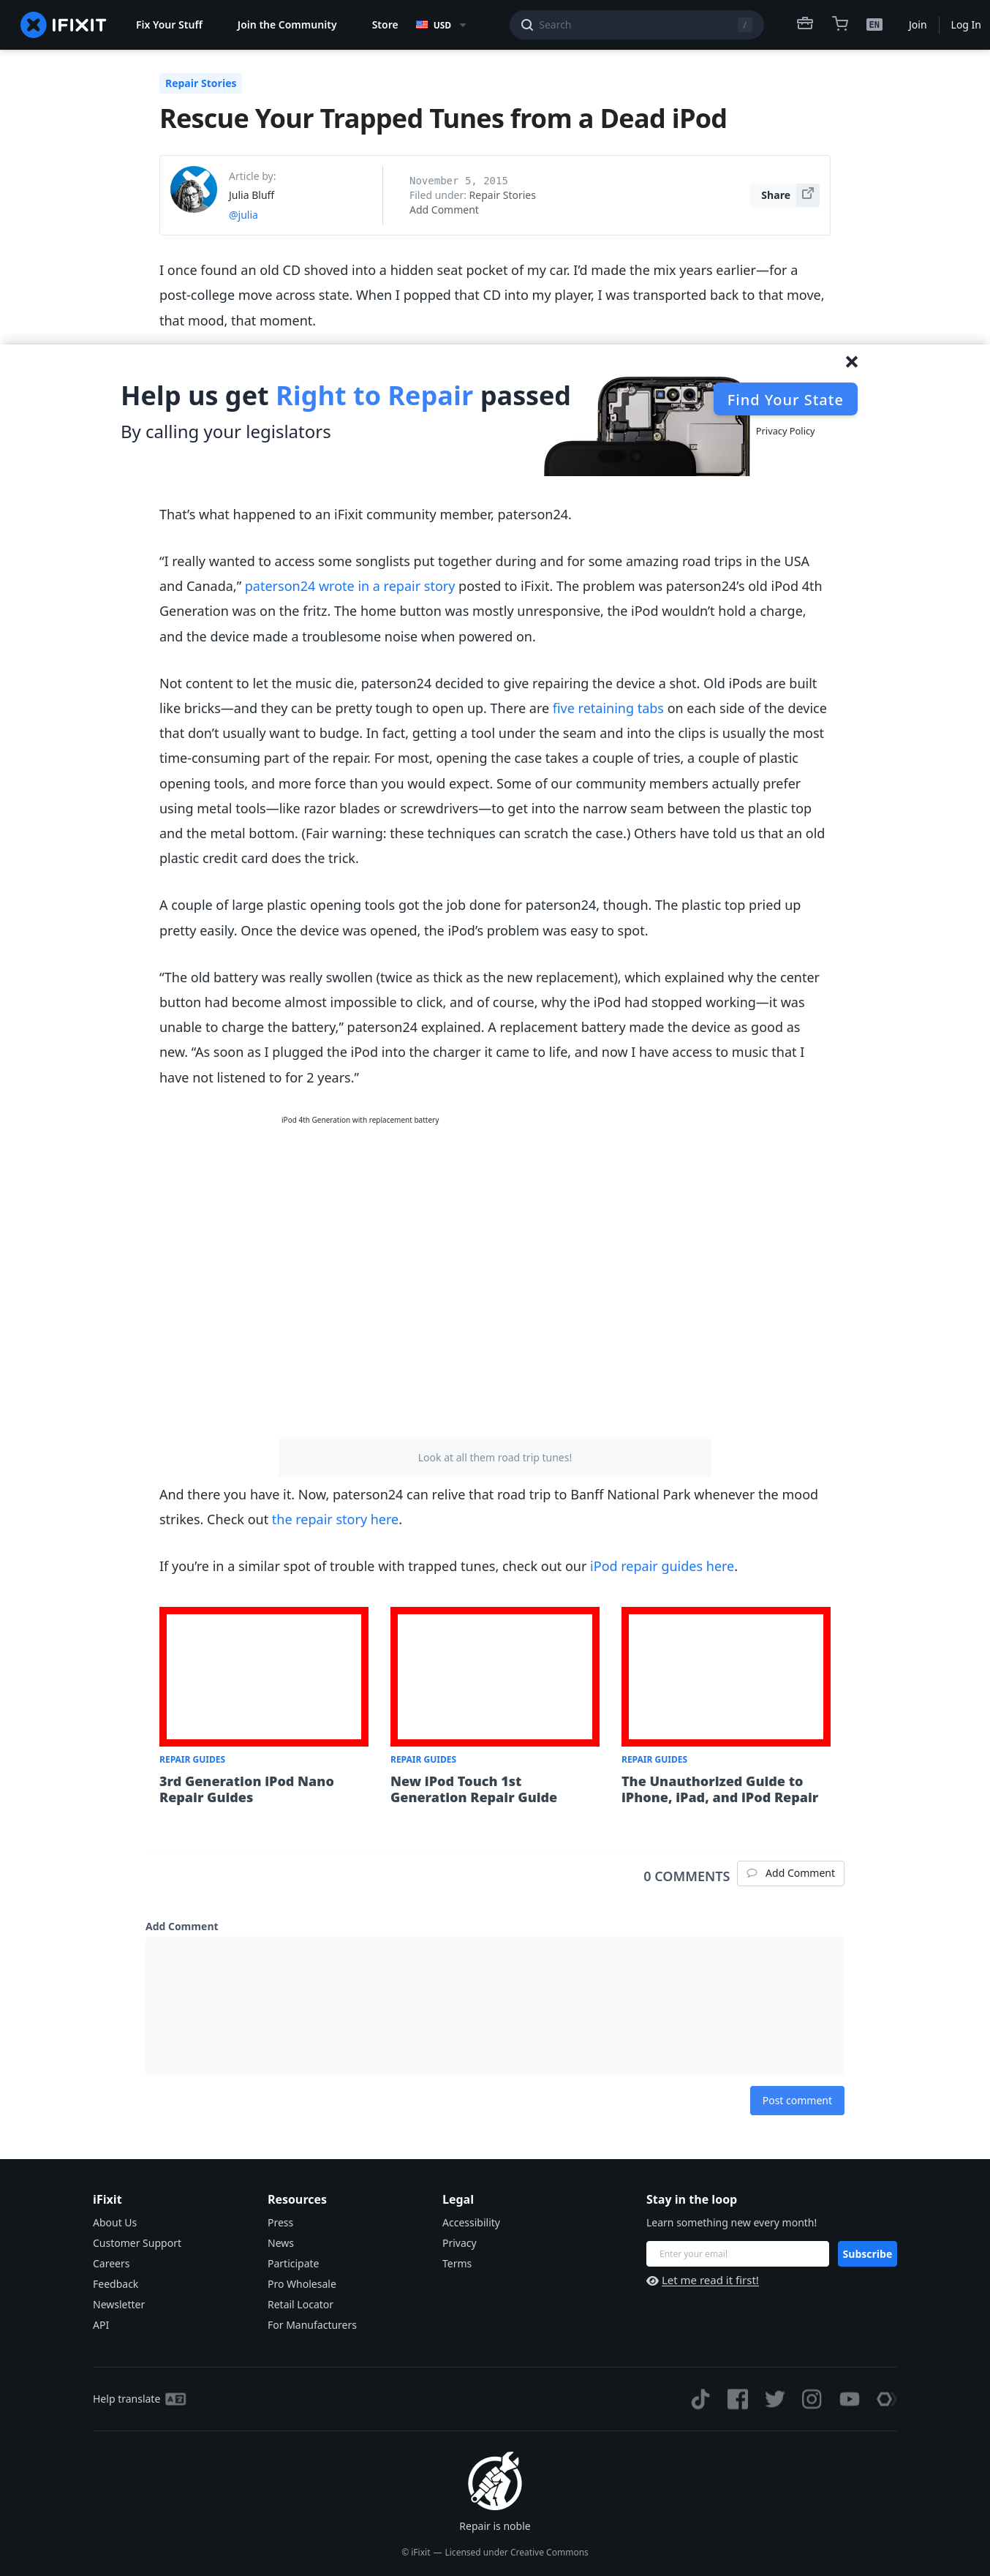 IFIXIT
Fix Your Stuff
Join the Community
Store
USD
Search
/
EN
Join
Log In
Repair Stories
Rescue Your Trapped Tunes from a Dead iPod
Article by:
Julia Bluff
@julia
November 5, 2015
Filed under: Repair Stories
Add Comment
Share
I once found an old CD shoved into a hidden seat pocket of my car. I’d made the mix years earlier—for a
post-college move across state. When I popped that CD into my player, I was transported back to that move,
that mood, that moment.
Help us get Right to Repair passed
By calling your legislators
Find Your State
Privacy Policy
That’s what happened to an iFixit community member, paterson24.
“I really wanted to access some songlists put together during and for some amazing road trips in the USA
and Canada,” paterson24 wrote in a repair story posted to iFixit. The problem was paterson24’s old iPod 4th
Generation was on the fritz. The home button was mostly unresponsive, the iPod wouldn’t hold a charge,
and the device made a troublesome noise when powered on.
Not content to let the music die, paterson24 decided to give repairing the device a shot. Old iPods are built
like bricks—and they can be pretty tough to open up. There are five retaining tabs on each side of the device
that don’t usually want to budge. In fact, getting a tool under the seam and into the clips is usually the most
time-consuming part of the repair. For most, opening the case takes a couple of tries, a couple of plastic
opening tools, and more force than you would expect. Some of our community members actually prefer
using metal tools—like razor blades or screwdrivers—to get into the narrow seam between the plastic top
and the metal bottom. (Fair warning: these techniques can scratch the case.) Others have told us that an old
plastic credit card does the trick.
A couple of large plastic opening tools got the job done for paterson24, though. The plastic top pried up
pretty easily. Once the device was opened, the iPod’s problem was easy to spot.
“The old battery was really swollen (twice as thick as the new replacement), which explained why the center
button had become almost impossible to click, and of course, why the iPod had stopped working—it was
unable to charge the battery,” paterson24 explained. A replacement battery made the device as good as
new. “As soon as I plugged the iPod into the charger it came to life, and now I have access to music that I
have not listened to for 2 years.”
iPod 4th Generation with replacement battery
Look at all them road trip tunes!
And there you have it. Now, paterson24 can relive that road trip to Banff National Park whenever the mood
strikes. Check out the repair story here.
If you’re in a similar spot of trouble with trapped tunes, check out our iPod repair guides here.
REPAIR GUIDES
3rd Generation iPod Nano
Repair Guides
REPAIR GUIDES
New iPod Touch 1st
Generation Repair Guide
REPAIR GUIDES
The Unauthorized Guide to
iPhone, iPad, and iPod Repair
0 COMMENTS
Add Comment
Add Comment
Post comment
iFixit
About Us
Customer Support
Careers
Feedback
Newsletter
API
Resources
Press
News
Participate
Pro Wholesale
Retail Locator
For Manufacturers
Legal
Accessibility
Privacy
Terms
Stay in the loop
Learn something new every month!
Enter your email
Subscribe
Let me read it first!
Help translate
Repair is noble
© iFixit — Licensed under Creative Commons